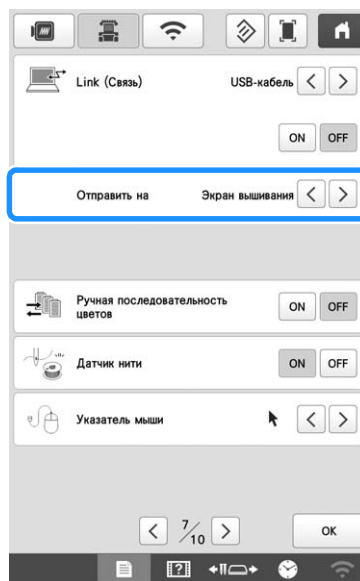 Link (Связь) USB-кабель
ON OFF
Отправить на Экран вышивания
Ручная последовательность
цветов
ON OFF
Датчик нити ON OFF
Указатель мыши
7/10
OK